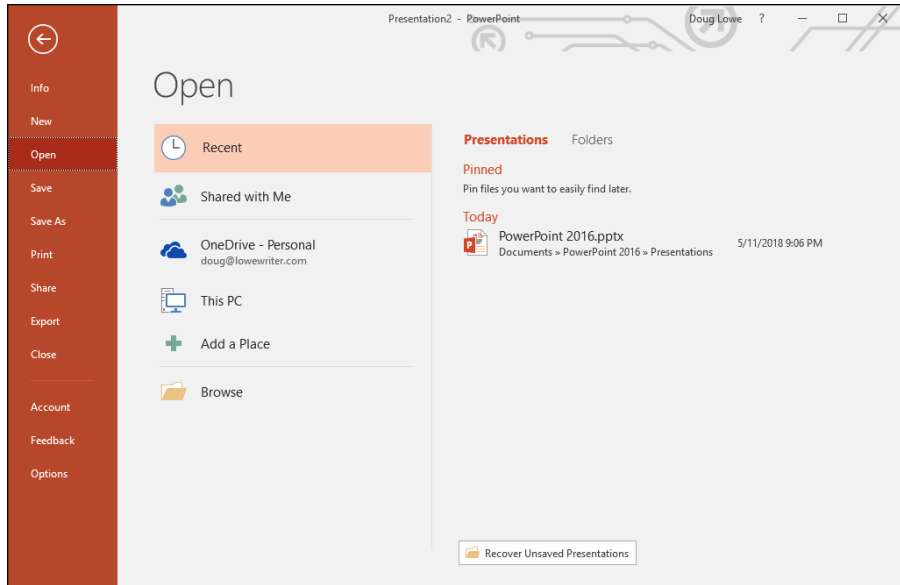 Presentation2 - PowerPoint
Doug Lowe
?
Info
New
Open
Save
Save As
Print
Share
Export
Close
Account
Feedback
Options
Open
Recent
Shared with Me
OneDrive - Personal
doug@lowewriter.com
This PC
Add a Place
Browse
Presentations Folders
Pinned
Pin files you want to easily find later.
Today
PowerPoint 2016.pptx
Documents » PowerPoint 2016 » Presentations
5/11/2018 9:06 PM
Recover Unsaved Presentations